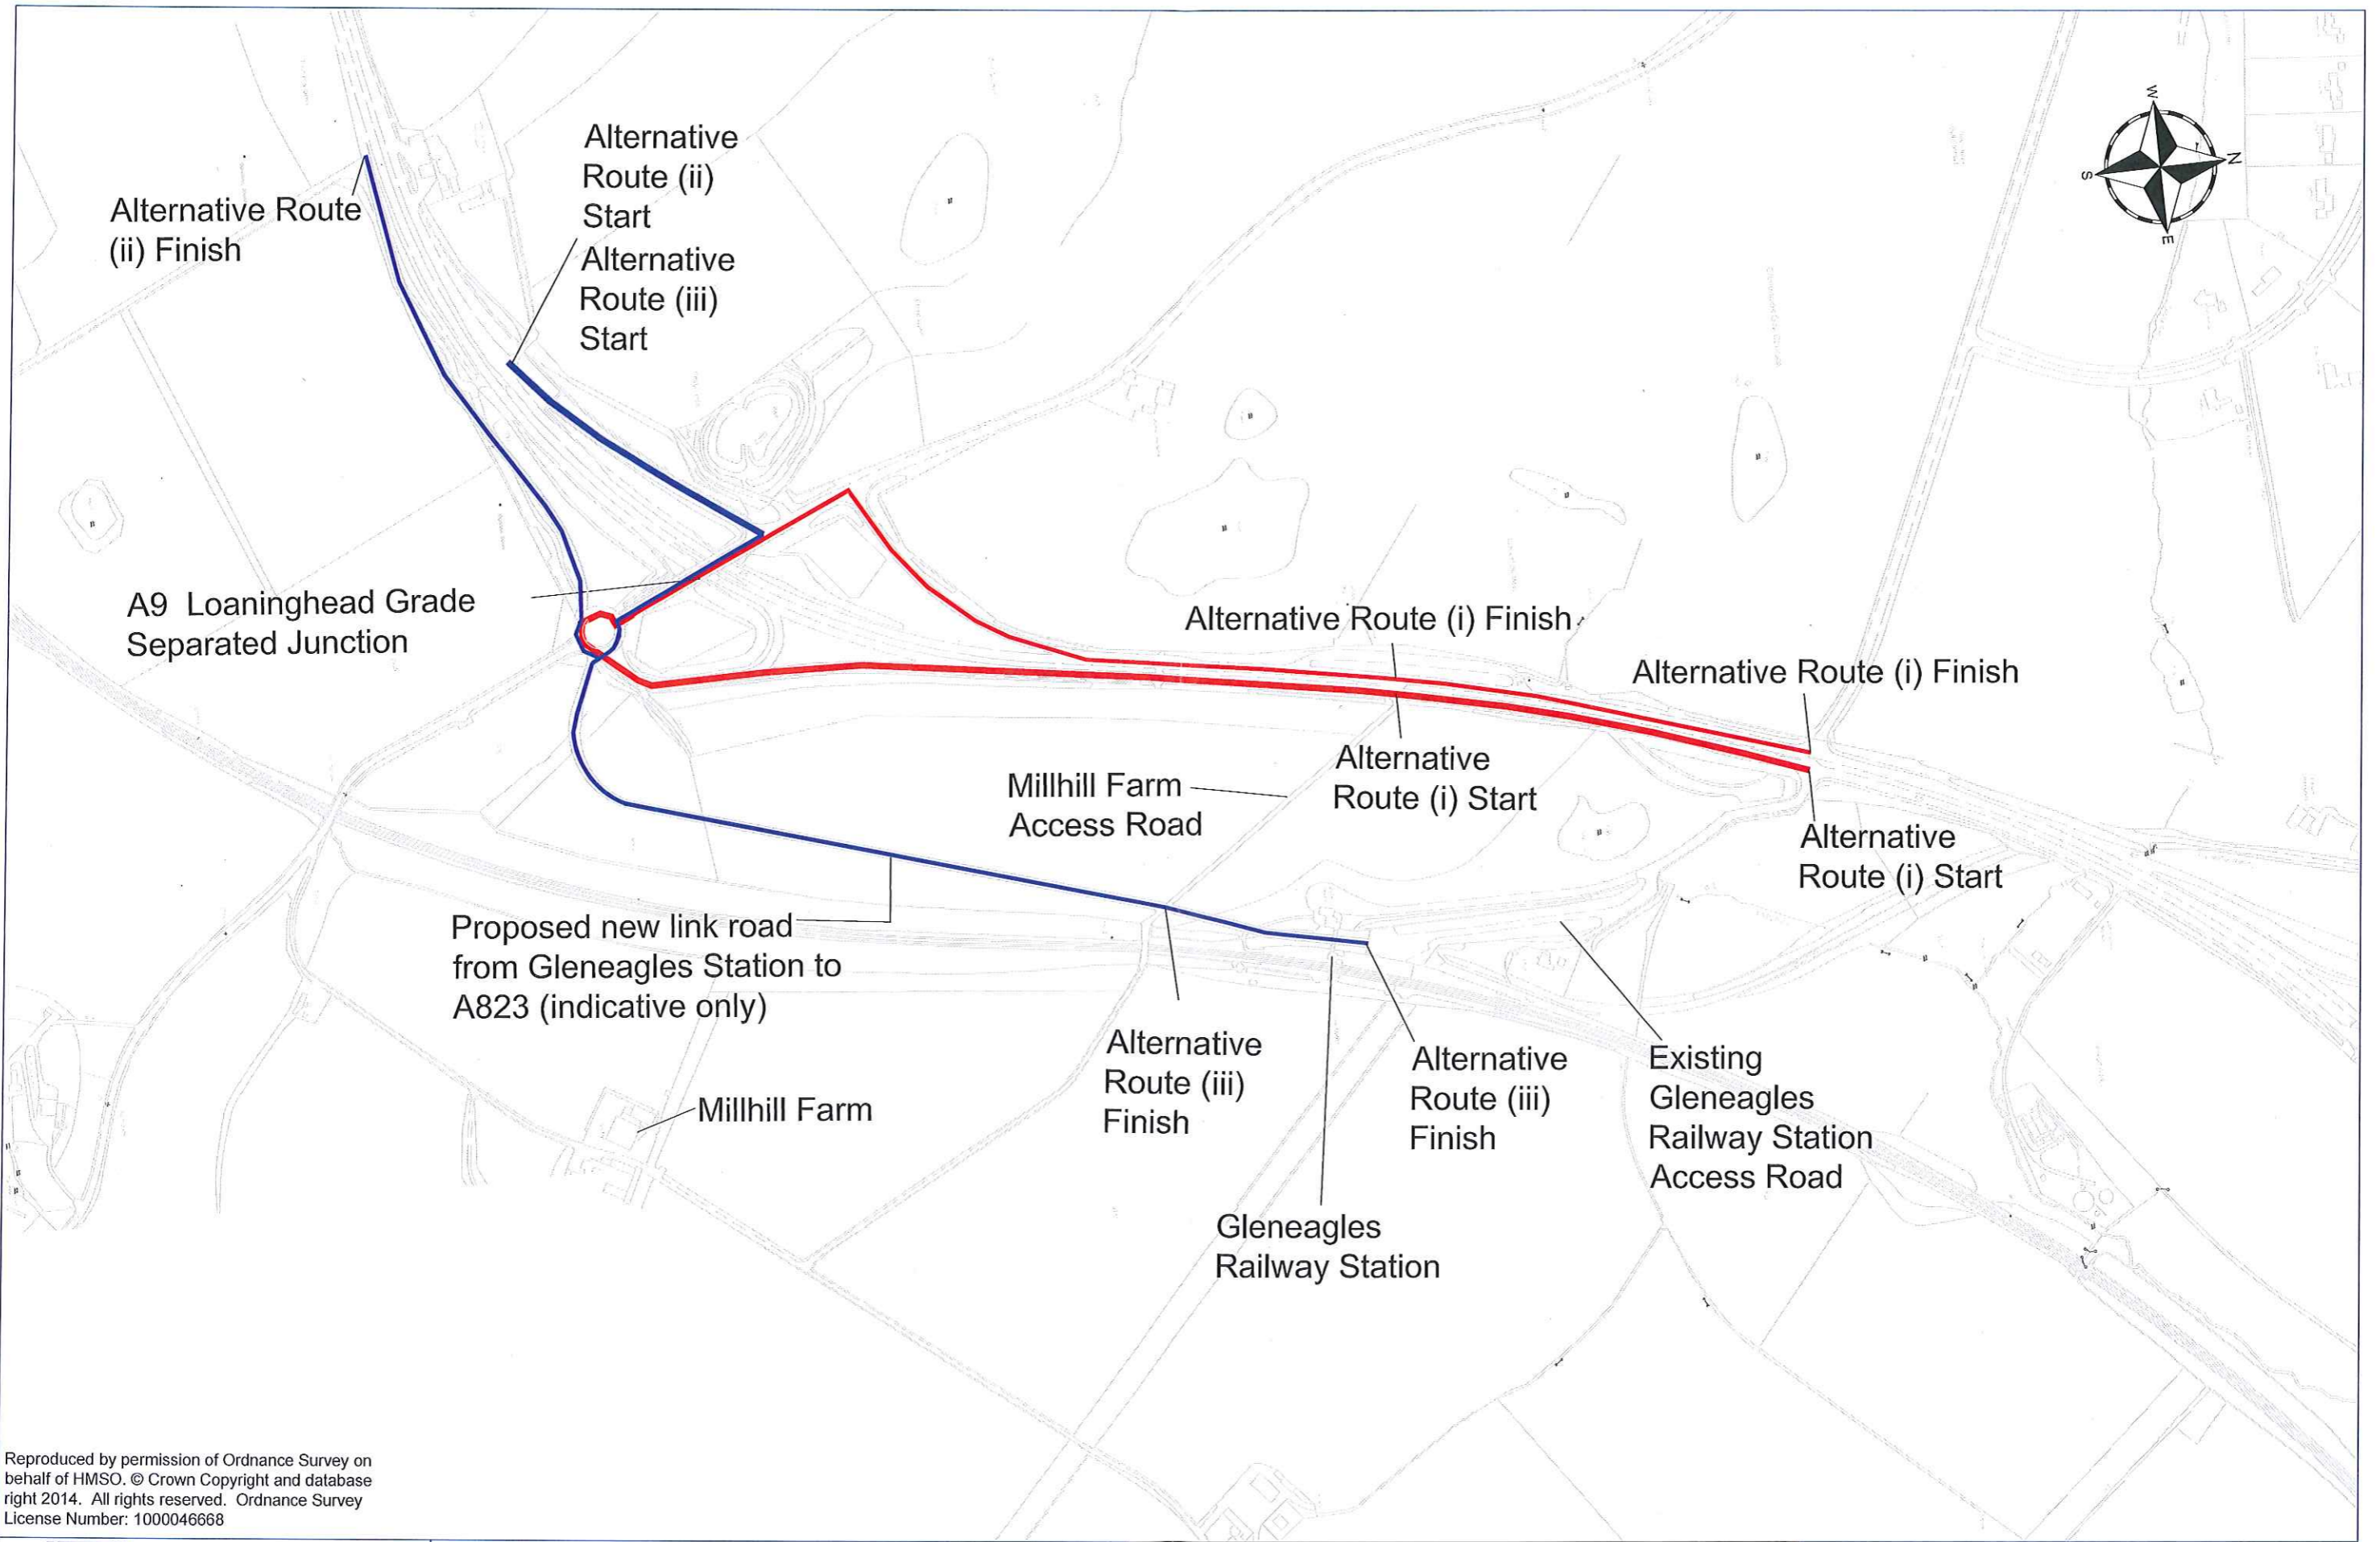 Alternative
Route (ii)
Start
Alternative Route
(ii) Finish
Alternative
Route (iii)
Start
W
N
S
E
A9 Loaninghead Grade
Separated Junction
Alternative Route (i) Finish
Alternative Route (i) Finish
Alternative
Route (i) Start
Millhill Farm
Access Road
Alternative
Route (i) Start
Proposed new link road
from Gleneagles Station to
A823 (indicative only)
Alternative
Route (iii)
Finish
Alternative
Route (iii)
Finish
Existing
Gleneagles
Railway Station
Access Road
Millhill Farm
Gleneagles
Railway Station
Reproduced by permission of Ordnance Survey on
behalf of HMSO. © Crown Copyright and database
right 2014. All rights reserved. Ordnance Survey
License Number: 1000046668